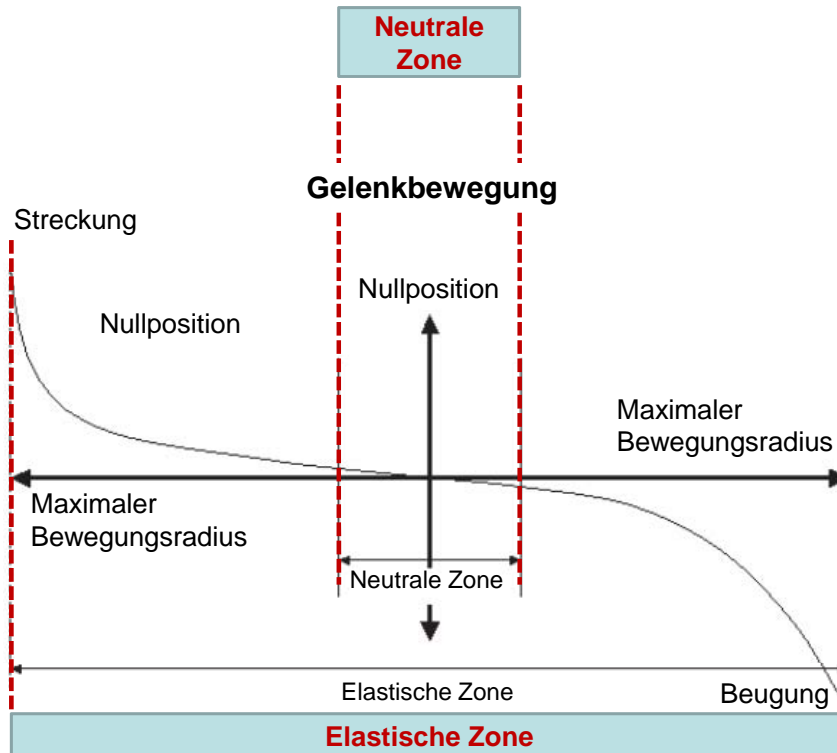 Neutrale
Zone
Gelenkbewegung
Streckung
Nullposition
Nullposition
Maximaler
Bewegungsradius
Maximaler
Bewegungsradius
Neutrale Zone
Elastische Zone
Beugung
Elastische Zone